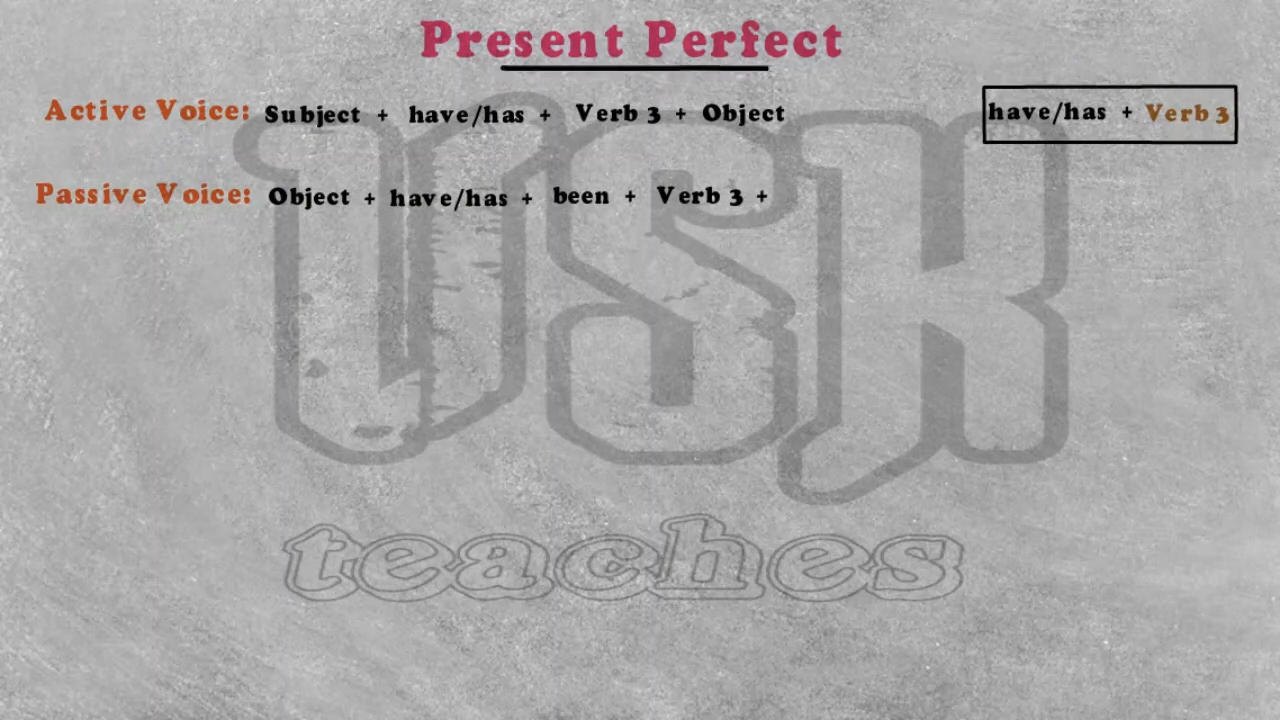 Present Perfect
Active Voice: Subject + have/has + Verb 3 + Object
have/has + Verb 3
Passive Voice: Object + have/has + been + Verb 3 +
VSK
teaches